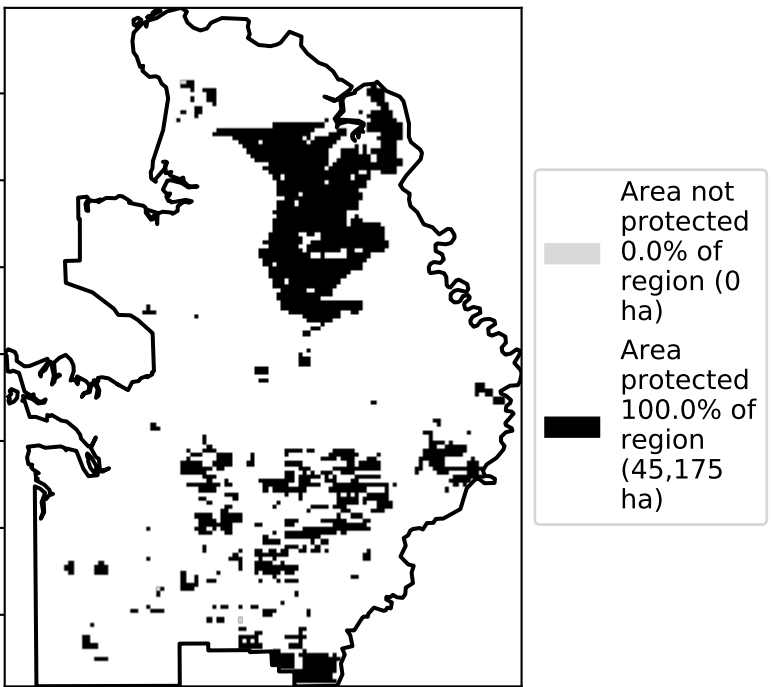 Area not
protected
0.0% of
region (0
ha)
Area
protected
100.0% of
region
(45,175
ha)